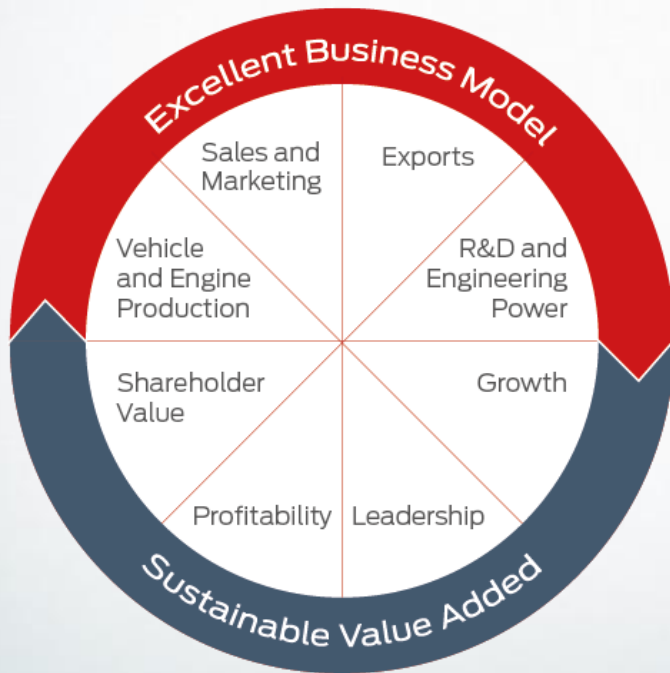 Excellent Business Model
Sales and
Marketing
Exports
Vehicle
and Engine
Production
R&D and
Engineering
Power
Shareholder
Value
Growth
Profitability
Leadership
Sustainable Value Added